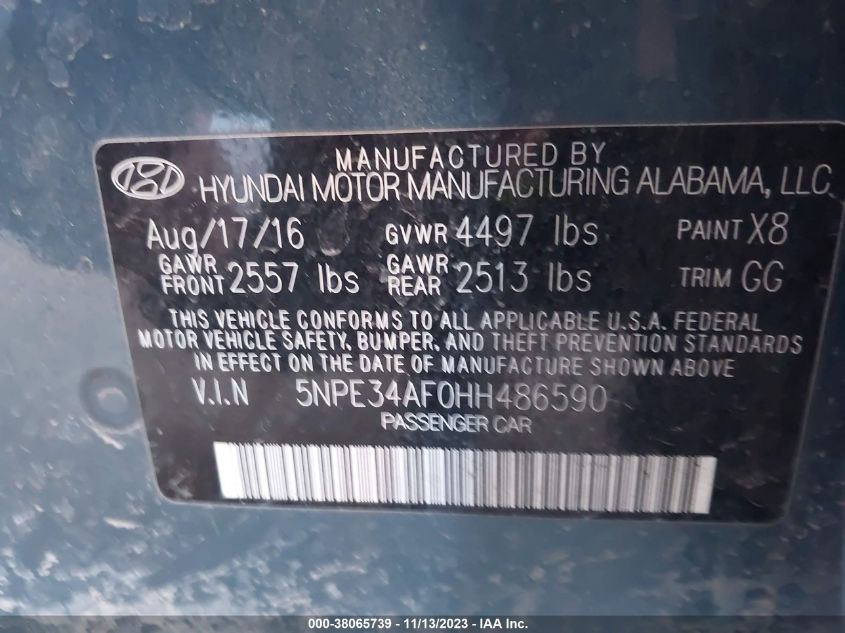 MANUFACTURED BY
HYUNDAI MOTOR MANUFACTURING ALABAMA, LLC
Aug/17/16 GVWR 4497 lbs PAINT X8
GAWR FRONT 2557 lbs GAWR REAR 2513 lbs TRIM GG
THIS VEHICLE CONFORMS TO ALL APPLICABLE U.S.A. FEDERAL
MOTOR VEHICLE SAFETY, BUMPER, AND THEFT PREVENTION STANDARDS
IN EFFECT ON THE DATE OF MANUFACTURE SHOWN ABOVE
V.I.N 5NPE34AF0HH486590
PASSENGER CAR
000-38065739 - 11/13/2023 - IAA Inc.